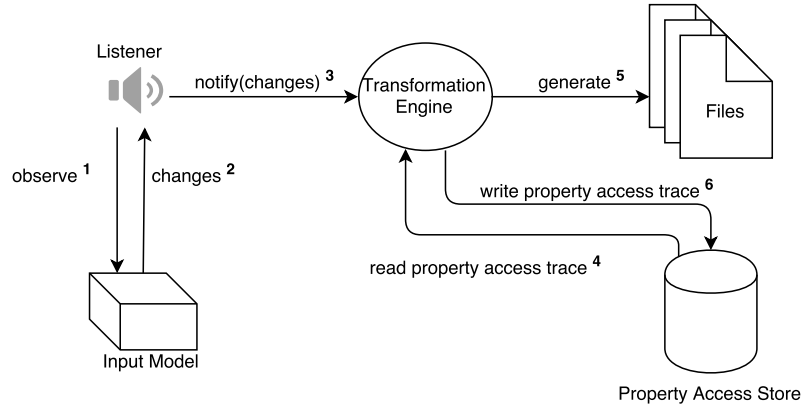 Listener
notify(changes) 3
Transformation
Engine
generate 5
Files
observe 1
changes 2
write property access trace 6
read property access trace 4
Input Model
Property Access Store